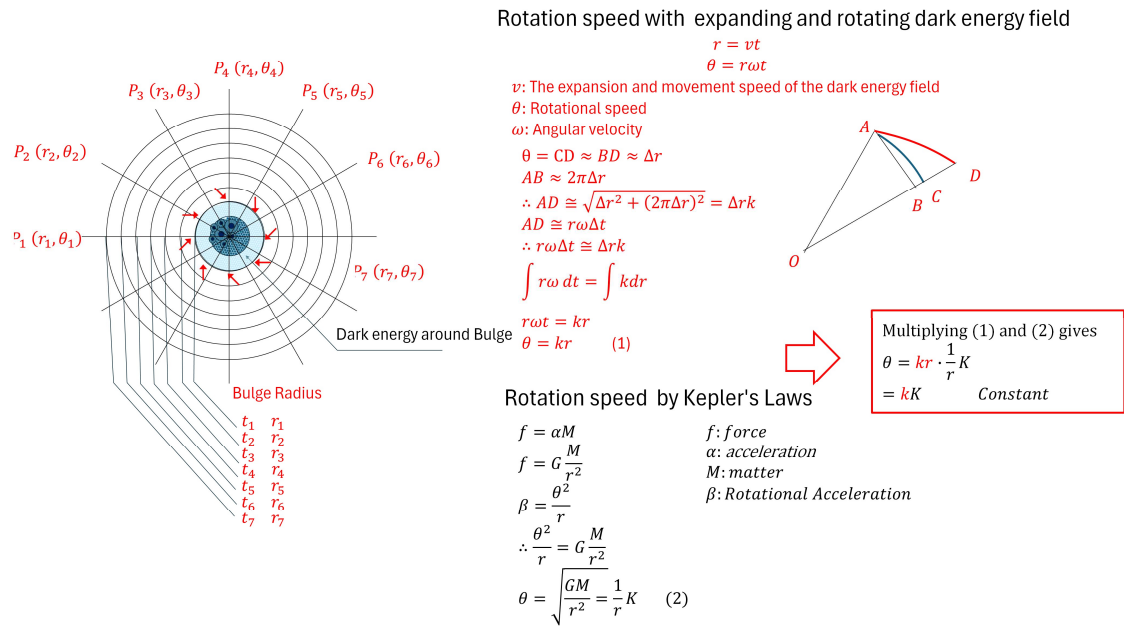 Rotation speed with expanding and rotating dark energy field
r = vt
θ = rωt
v: The expansion and movement speed of the dark energy field
θ: Rotational speed
ω: Angular velocity
θ = CD ≈ BD ≈ Δr
AB ≈ 2πΔr
∴ AD ≅ √(Δr² + (2πΔr)²) = Δrk
AD ≅ rωΔt
∴ rωΔt ≅ Δrk
∫ rω dt = ∫ kdr
rωt = kr
θ = kr (1)
P₄ (r₄, θ₄)
P₃ (r₃, θ₃)
P₅ (r₅, θ₅)
P₂ (r₂, θ₂)
P₆ (r₆, θ₆)
P₁ (r₁, θ₁)
P₇ (r₇, θ₇)
Dark energy around Bulge
Bulge Radius
t₁ r₁
t₂ r₂
t₃ r₃
t₄ r₄
t₅ r₅
t₆ r₆
t₇ r₇
A
D
C
B
O
Multiplying (1) and (2) gives
θ = kr · 1/r K
= kK Constant
Rotation speed by Kepler's Laws
f = αM
f = G M/r²
β = θ²/r
∴ θ²/r = G M/r²
θ = √(GM/r²) = 1/r K (2)
f: force
α: acceleration
M: matter
β: Rotational Acceleration